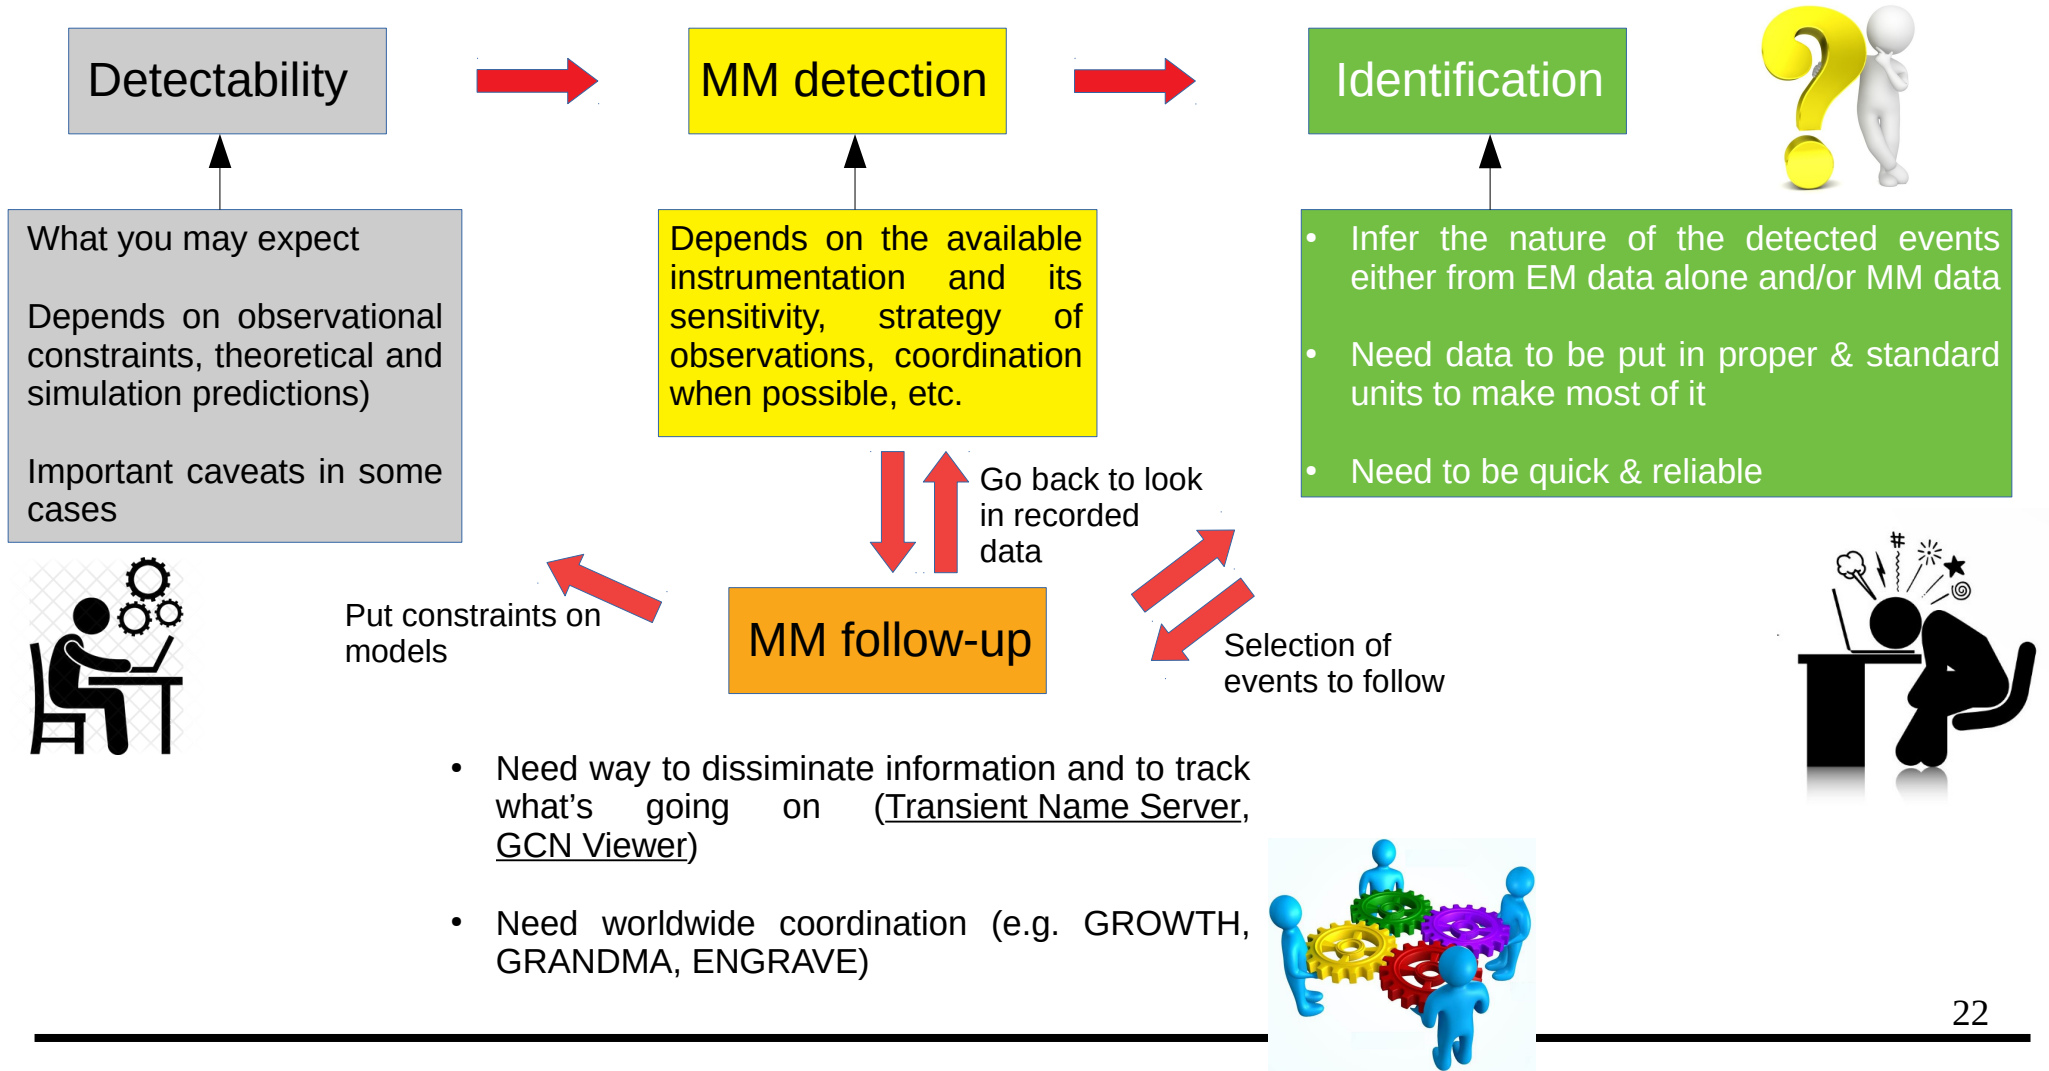 Detectability
MM detection
Identification
What you may expect
Depends on observational
constraints, theoretical and
simulation predictions)
Important caveats in some
cases
Depends on the available
instrumentation and its
sensitivity, strategy of
observations, coordination
when possible, etc.
• Infer the nature of the detected events
either from EM data alone and/or MM data
• Need data to be put in proper & standard
units to make most of it
• Need to be quick & reliable
Go back to look
in recorded
data
Put constraints on
models
MM follow-up
Selection of
events to follow
• Need way to dissiminate information and to track
what’s going on (Transient Name Server,
GCN Viewer)
• Need worldwide coordination (e.g. GROWTH,
GRANDMA, ENGRAVE)
22